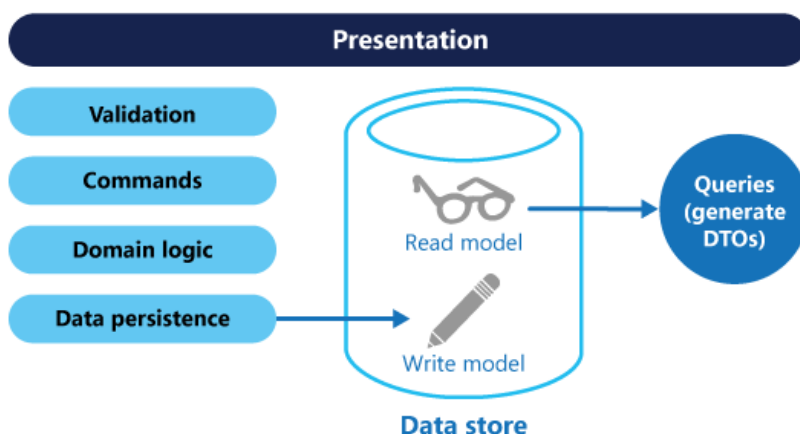 Presentation
Validation
Commands
Domain logic
Data persistence
Read model
Write model
Data store
Queries
(generate
DTOs)